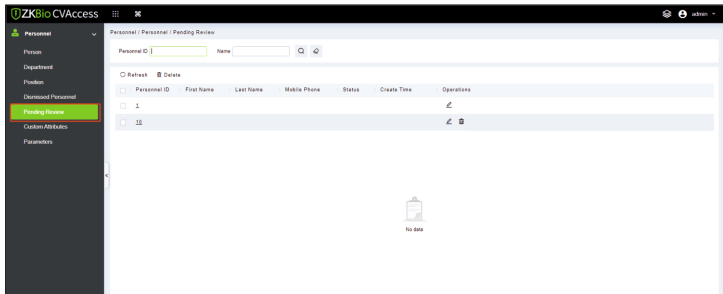 ZKBio CVAccess
admin
Personnel
Person
Department
Position
Dismissed Personnel
Pending Review
Custom Attributes
Parameters
Personnel / Personnel / Pending Review
Personnel ID Name
Refresh Delete
Personnel ID First Name Last Name Mobile Phone Status Create Time Operations
1
10
No data